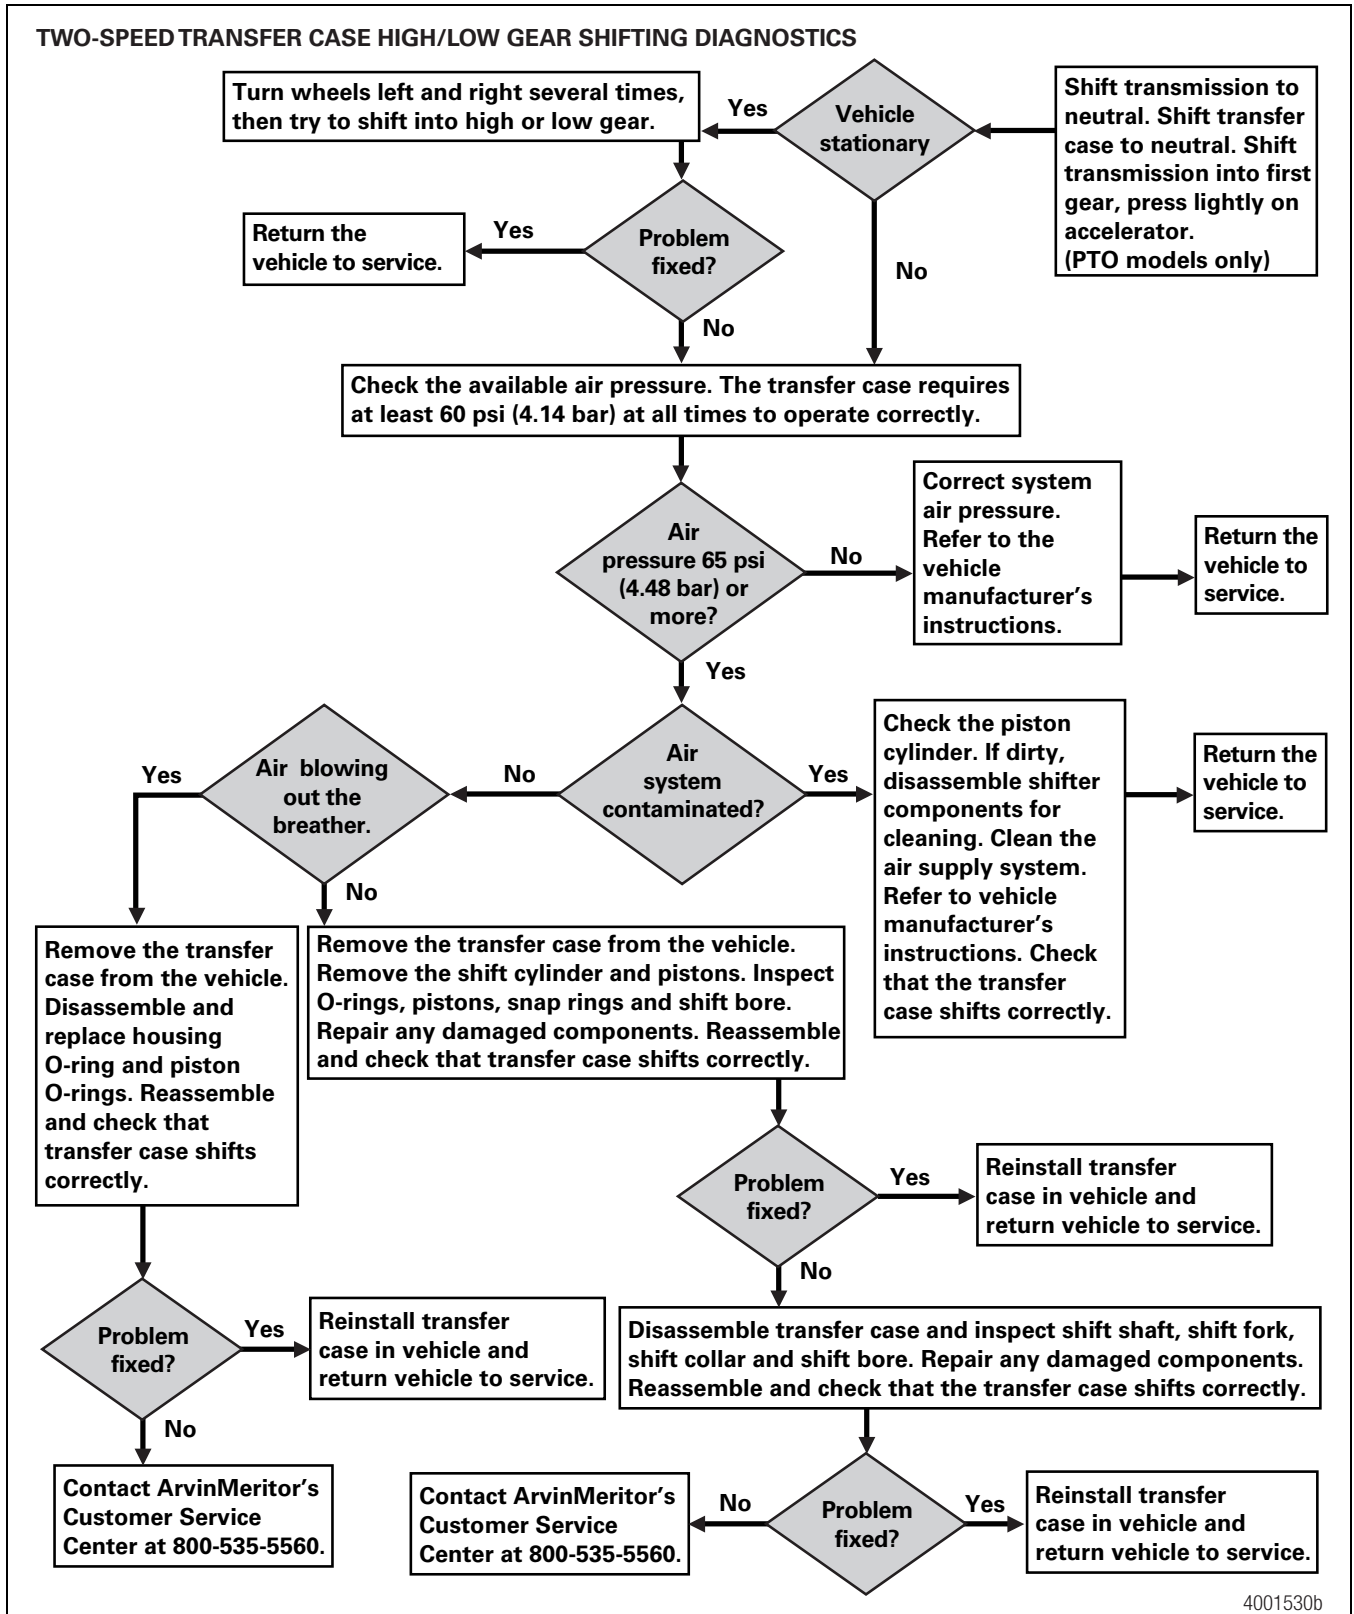 TWO-SPEED TRANSFER CASE HIGH/LOW GEAR SHIFTING DIAGNOSTICS
Shift transmission to
neutral. Shift transfer
case to neutral. Shift
transmission into first
gear, press lightly on
accelerator.
(PTO models only)
Vehicle
stationary
Yes
No
Turn wheels left and right several times,
then try to shift into high or low gear.
Problem
fixed?
Yes
Return the
vehicle to service.
No
Check the available air pressure. The transfer case requires
at least 60 psi (4.14 bar) at all times to operate correctly.
Air
pressure 65 psi
(4.48 bar) or
more?
No
Correct system
air pressure.
Refer to the
vehicle
manufacturer's
instructions.
Return the
vehicle to
service.
Yes
Air
system
contaminated?
Yes
Check the piston
cylinder. If dirty,
disassemble shifter
components for
cleaning. Clean the
air supply system.
Refer to vehicle
manufacturer's
instructions. Check
that the transfer
case shifts correctly.
Return the
vehicle to
service.
No
Air blowing
out the
breather.
Yes
No
Remove the transfer
case from the vehicle.
Disassemble and
replace housing
O-ring and piston
O-rings. Reassemble
and check that
transfer case shifts
correctly.
Remove the transfer case from the vehicle.
Remove the shift cylinder and pistons. Inspect
O-rings, pistons, snap rings and shift bore.
Repair any damaged components. Reassemble
and check that transfer case shifts correctly.
Problem
fixed?
Yes
Reinstall transfer
case in vehicle and
return vehicle to service.
No
Problem
fixed?
Yes
Reinstall transfer
case in vehicle and
return vehicle to service.
No
Contact ArvinMeritor's
Customer Service
Center at 800-535-5560.
Disassemble transfer case and inspect shift shaft, shift fork,
shift collar and shift bore. Repair any damaged components.
Reassemble and check that the transfer case shifts correctly.
Problem
fixed?
No
Contact ArvinMeritor's
Customer Service
Center at 800-535-5560.
Yes
Reinstall transfer
case in vehicle and
return vehicle to service.
4001530b